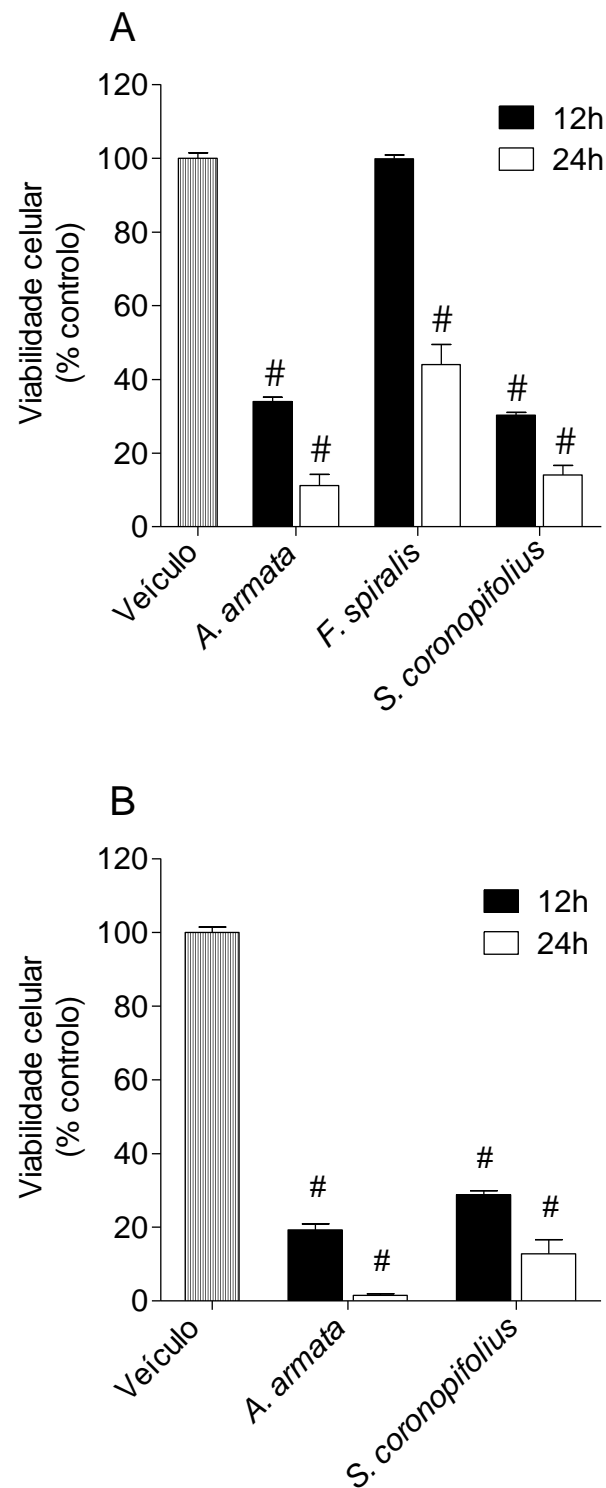 A
Viabilidade celular
(% controlo)
120
100
80
60
40
20
0
12h
24h
#
#
#
#
#
Veículo
A. armata
F. spiralis
S. coronopifolius
B
Viabilidade celular
(% controlo)
120
100
80
60
40
20
0
12h
24h
#
#
#
#
Veículo
A. armata
S. coronopifolius